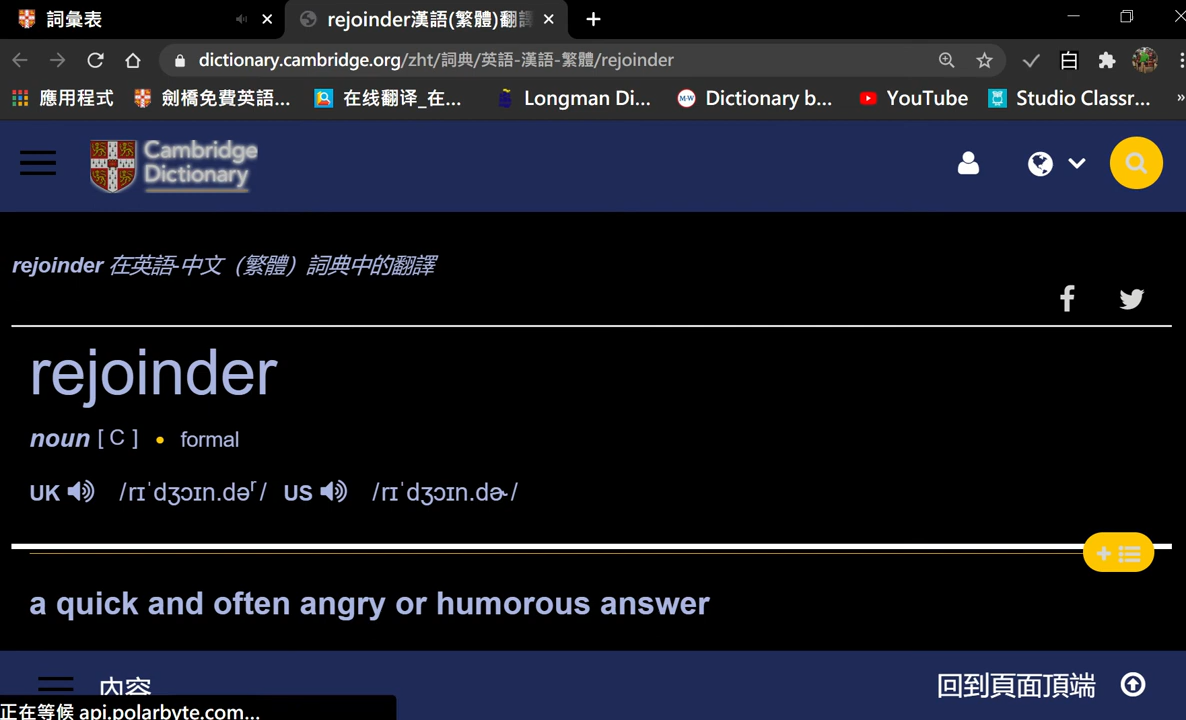 詞彙表
rejoinder漢語(繁體)翻譯
dictionary.cambridge.org/zht/詞典/英語-漢語-繁體/rejoinder
白
應用程式 劍橋免費英語... 在线翻译_在... Longman Di... M-W Dictionary b... YouTube Studio Classr... »
Cambridge
Dictionary
rejoinder 在英語-中文（繁體）詞典中的翻譯
rejoinder
noun [ C ] • formal
UK /rɪˈdʒɔɪn.dəʳ/ US /rɪˈdʒɔɪn.dɚ/
a quick and often angry or humorous answer
內容 回到頁面頂端
正在等候 api.polarbyte.com...